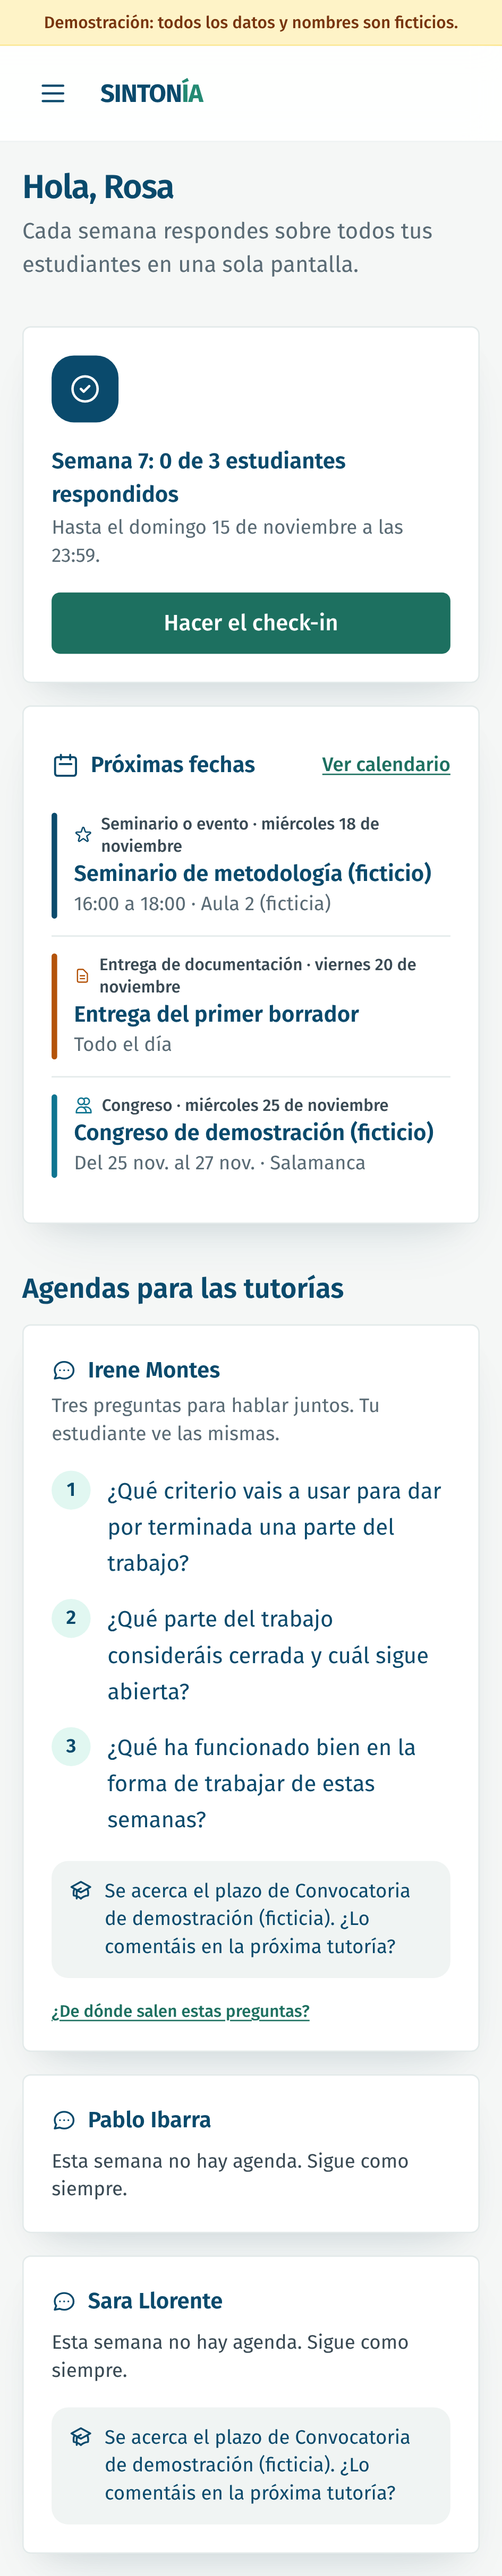 Demostración: todos los datos y nombres son ficticios.
SINTONÍA
Hola, Rosa
Cada semana respondes sobre todos tus
estudiantes en una sola pantalla.
Semana 7: 0 de 3 estudiantes
respondidos
Hasta el domingo 15 de noviembre a las
23:59.
Hacer el check-in
Próximas fechas
Ver calendario
Seminario o evento · miércoles 18 de
noviembre
Seminario de metodología (ficticio)
16:00 a 18:00 · Aula 2 (ficticia)
Entrega de documentación · viernes 20 de
noviembre
Entrega del primer borrador
Todo el día
Congreso · miércoles 25 de noviembre
Congreso de demostración (ficticio)
Del 25 nov. al 27 nov. · Salamanca
Agendas para las tutorías
Irene Montes
Tres preguntas para hablar juntos. Tu
estudiante ve las mismas.
1 ¿Qué criterio vais a usar para dar
por terminada una parte del
trabajo?
2 ¿Qué parte del trabajo
consideráis cerrada y cuál sigue
abierta?
3 ¿Qué ha funcionado bien en la
forma de trabajar de estas
semanas?
Se acerca el plazo de Convocatoria
de demostración (ficticia). ¿Lo
comentáis en la próxima tutoría?
¿De dónde salen estas preguntas?
Pablo Ibarra
Esta semana no hay agenda. Sigue como
siempre.
Sara Llorente
Esta semana no hay agenda. Sigue como
siempre.
Se acerca el plazo de Convocatoria
de demostración (ficticia). ¿Lo
comentáis en la próxima tutoría?